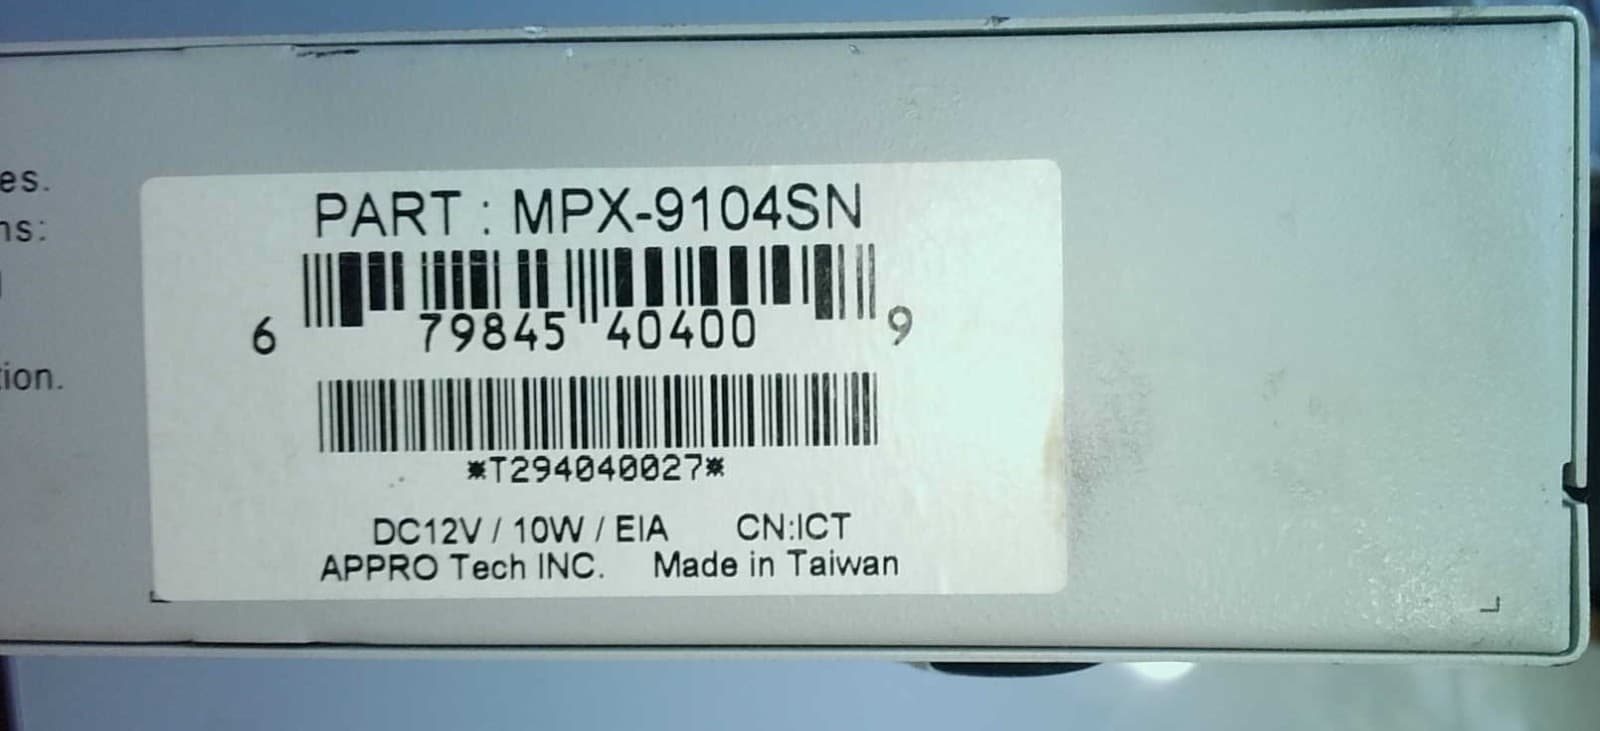 es.
ns:
PART : MPX-9104SN
6 79845 40400 9
tion.
*T294040027*
DC12V / 10W / EIA CN:ICT
APPRO Tech INC. Made in Taiwan